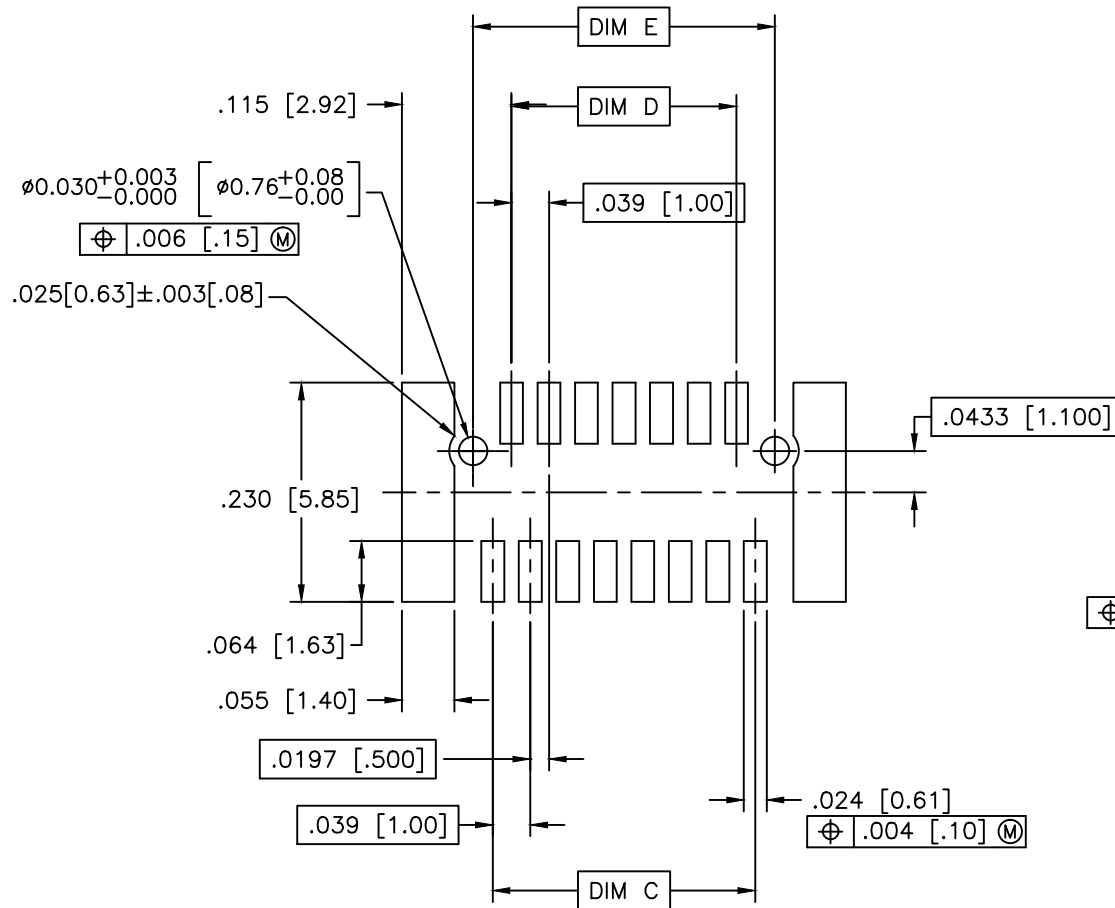 DIM E
DIM D
.115 [2.92]
⌀0.030 +0.003 -0.000 [⌀0.76 +0.08 -0.00]
.039 [1.00]
⌖ .006 [.15] Ⓜ
.025[0.63]±.003[.08]
.0433 [1.100]
.230 [5.85]
⌖
.064 [1.63]
.055 [1.40]
.0197 [.500]
.024 [0.61]
.039 [1.00]
⌖ .004 [.10] Ⓜ
DIM C